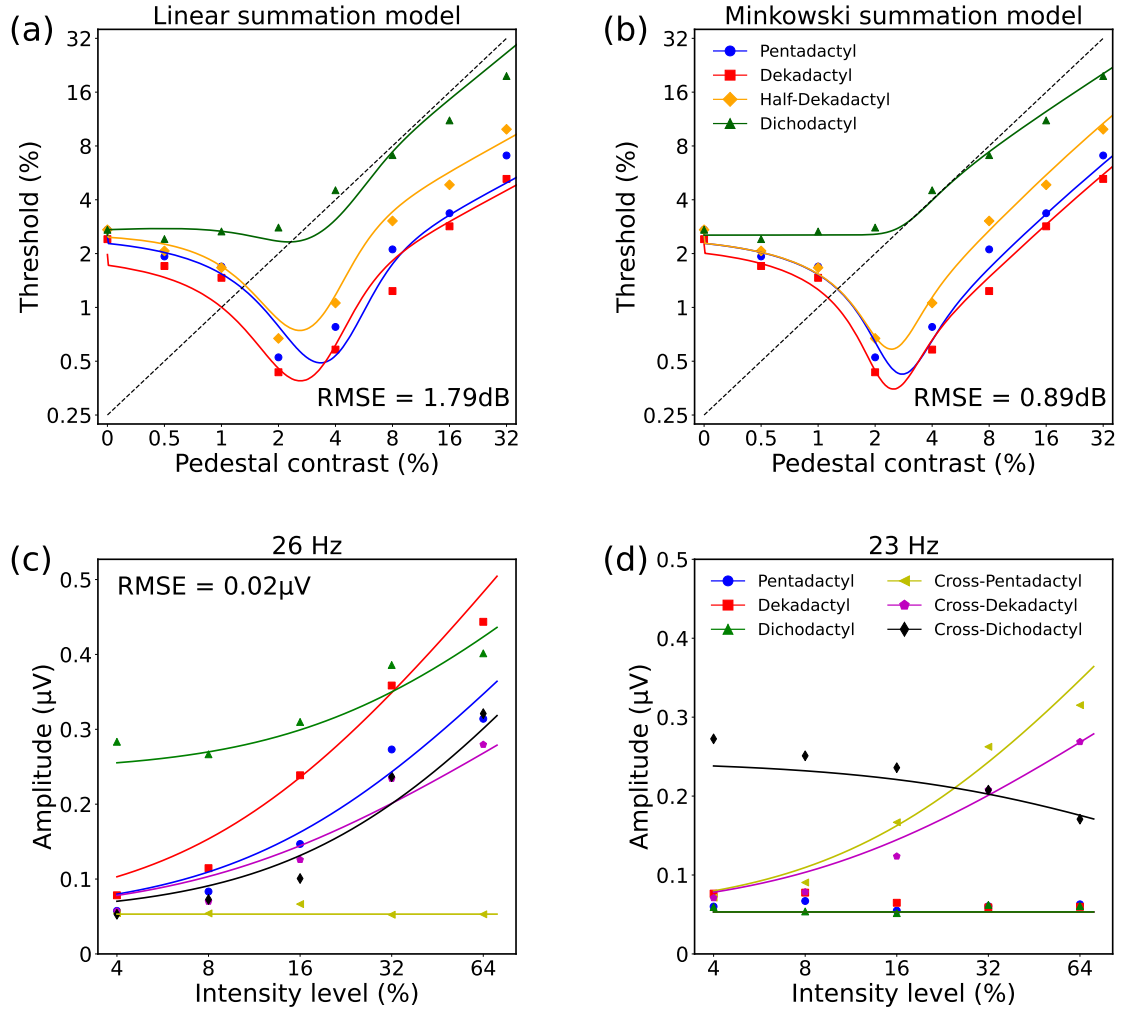 (a)
Linear summation model
32
16
8
4
2
1
0.5
0.25
Threshold (%)
RMSE = 1.79dB
0 0.5 1 2 4 8 16 32
Pedestal contrast (%)
(b)
Minkowski summation model
32
16
8
4
2
1
0.5
0.25
Threshold (%)
Pentadactyl
Dekadactyl
Half-Dekadactyl
Dichodactyl
RMSE = 0.89dB
0 0.5 1 2 4 8 16 32
Pedestal contrast (%)
(c)
26 Hz
0.5
0.4
0.3
0.2
0.1
0
Amplitude (μV)
RMSE = 0.02μV
4 8 16 32 64
Intensity level (%)
(d)
23 Hz
0.5
0.4
0.3
0.2
0.1
0
Amplitude (μV)
Pentadactyl
Dekadactyl
Dichodactyl
Cross-Pentadactyl
Cross-Dekadactyl
Cross-Dichodactyl
4 8 16 32 64
Intensity level (%)